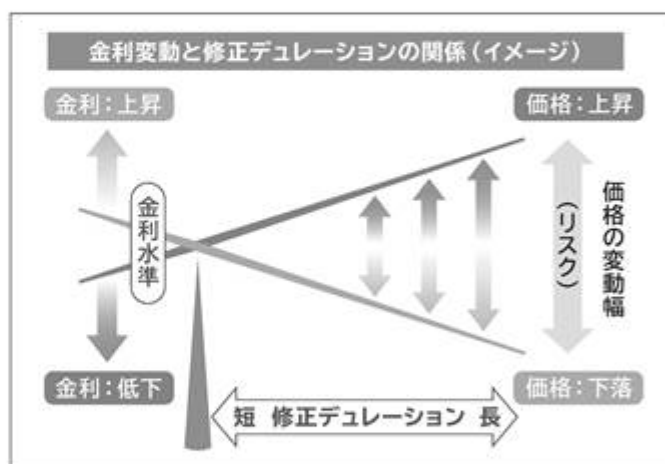 金利変動と修正デュレーションの関係（イメージ）
金利：上昇
価格：上昇
金利水準
価格の変動幅
（リスク）
金利：低下
価格：下落
短 修正デュレーション 長